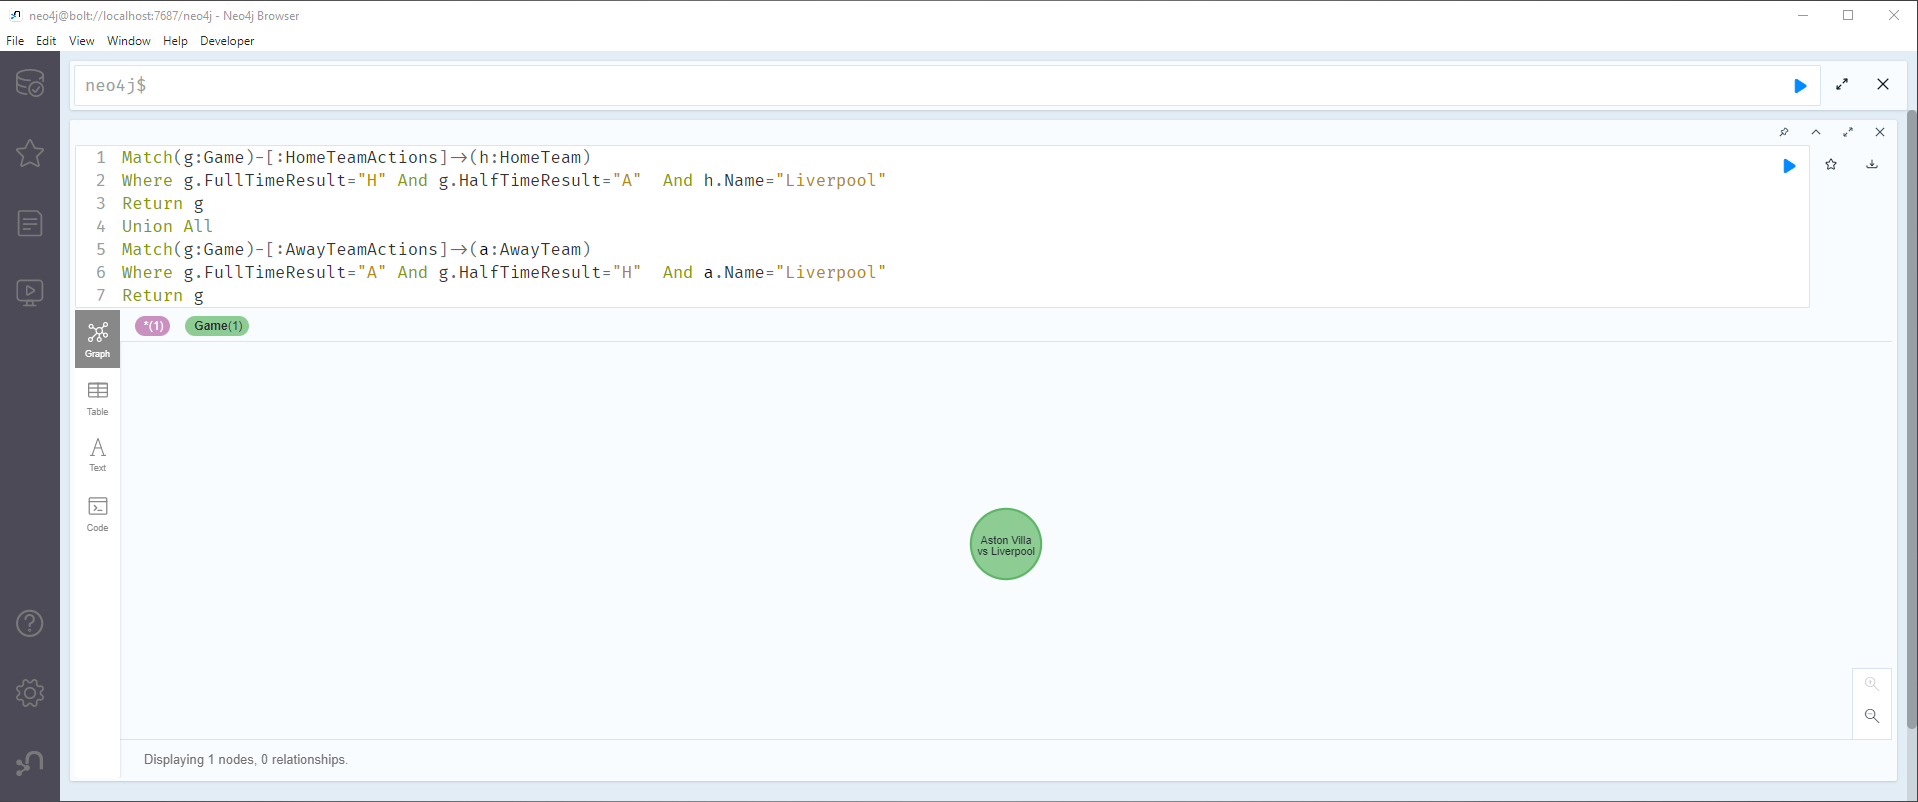 neo4j@bolt://localhost:7687/neo4j - Neo4j Browser
File Edit View Window Help Developer
neo4j$
1 Match(g:Game)-[:HomeTeamActions]->(h:HomeTeam)
2 Where g.FullTimeResult="H" And g.HalfTimeResult="A"  And h.Name="Liverpool"
3 Return g
4 Union All
5 Match(g:Game)-[:AwayTeamActions]->(a:AwayTeam)
6 Where g.FullTimeResult="A" And g.HalfTimeResult="H"  And a.Name="Liverpool"
7 Return g
*(1) Game(1)
Graph
Table
Text
Code
Aston Villa
vs Liverpool
Displaying 1 nodes, 0 relationships.